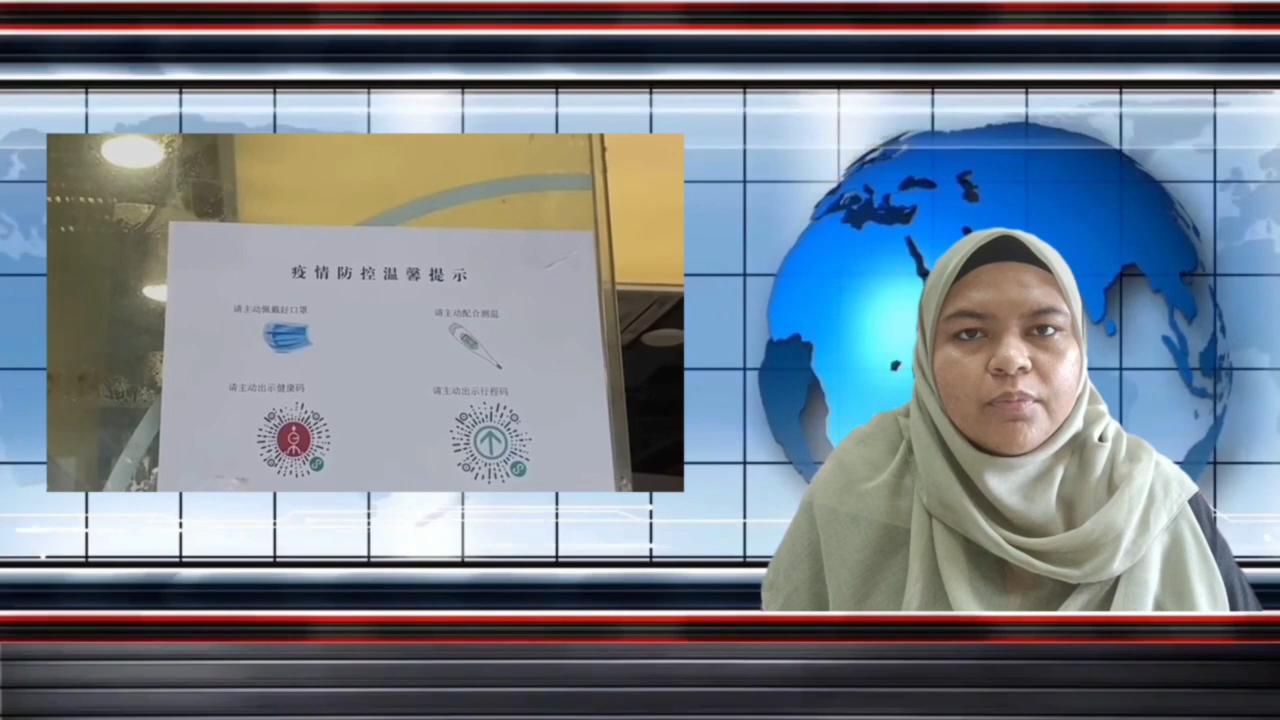 疫情防控温馨提示
请主动佩戴好口罩
请主动配合测温
请主动出示健康码
请主动出示行程码